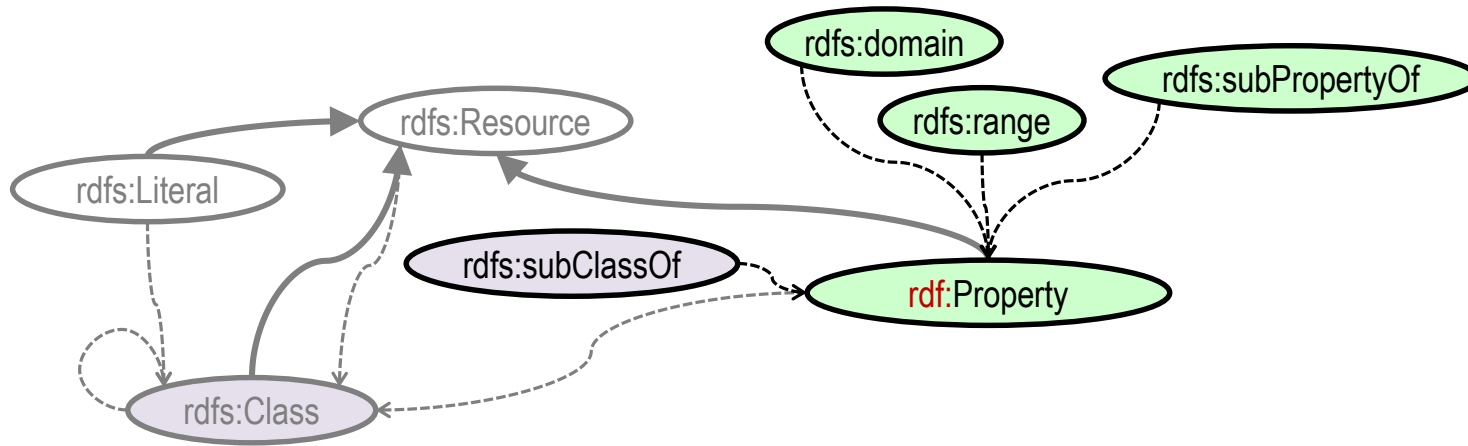 rdfs:domain
rdfs:subPropertyOf
rdfs:Resource
rdfs:range
rdfs:Literal
rdfs:subClassOf
rdf:Property
rdfs:Class